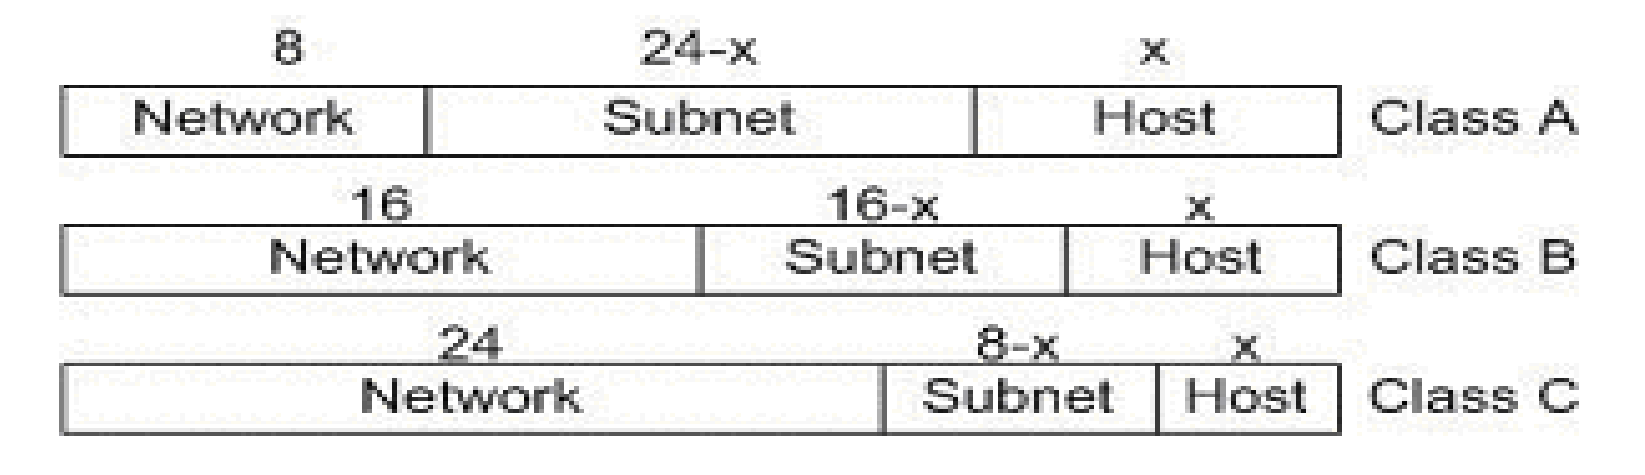 8 24-x x
Network Subnet Host Class A
16 16-x x
Network Subnet Host Class B
24 8-x x
Network Subnet Host Class C